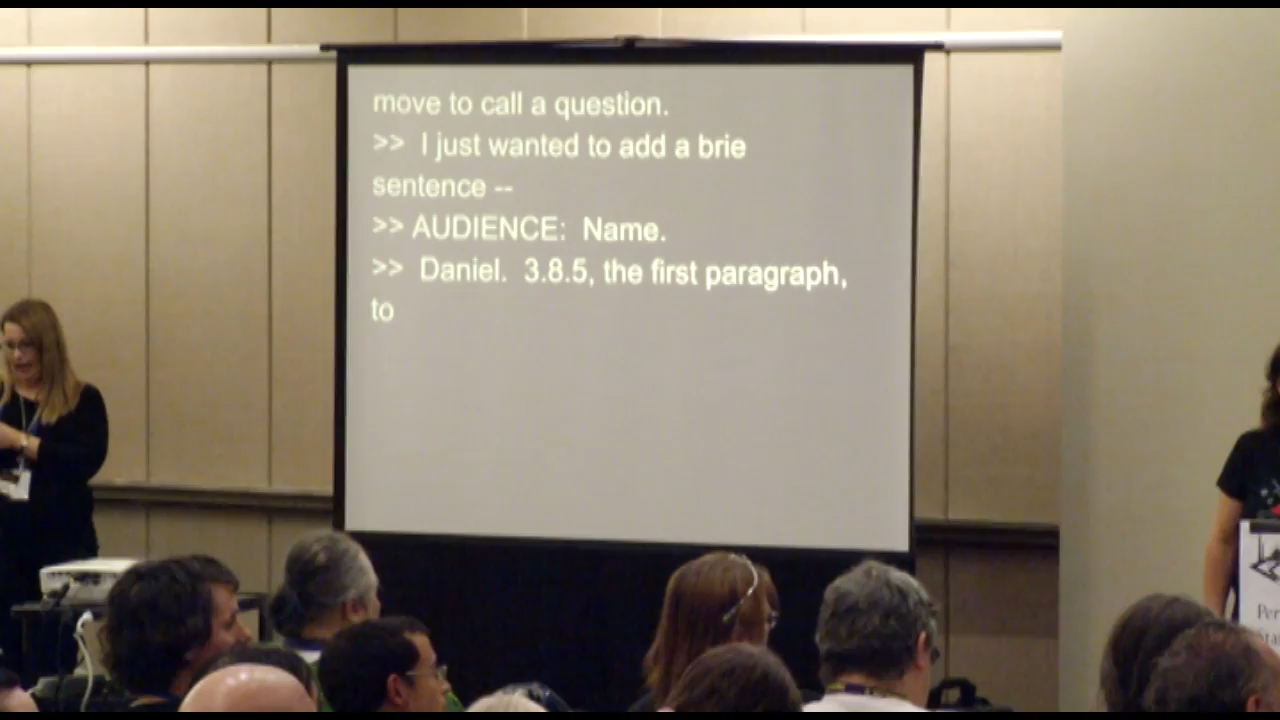 move to call a question.
>> I just wanted to add a brie
sentence --
>> AUDIENCE: Name.
>> Daniel. 3.8.5, the first paragraph,
to